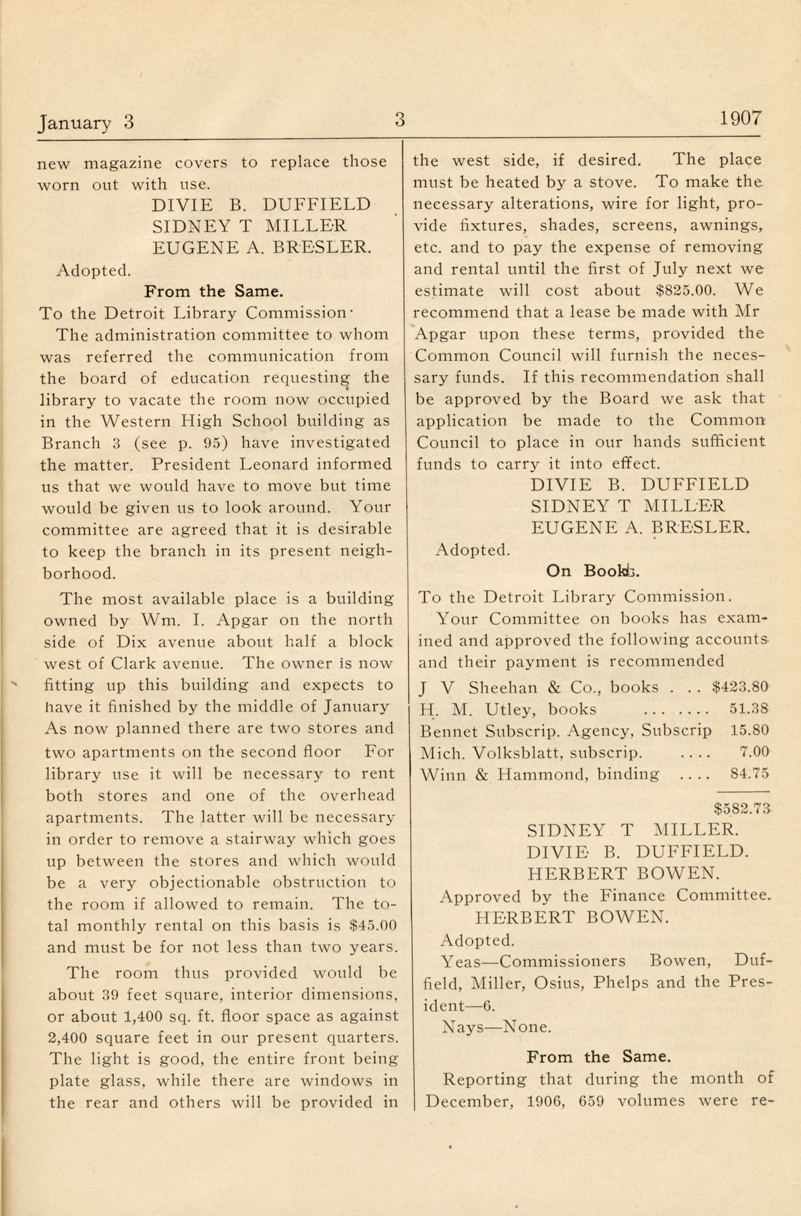 January 3 3 1907
new magazine covers to replace those
worn out with use.
DIVIE B. DUFFIELD
SIDNEY T MILLER
EUGENE A. BRESLER.
Adopted.
From the Same.
To the Detroit Library Commission·
The administration committee to whom
was referred the communication from
the board of education requesting the
library to vacate the room now occupied
in the Western High School building as
Branch 3 (see p. 95) have investigated
the matter. President Leonard informed
us that we would have to move but time
would be given us to look around. Your
committee are agreed that it is desirable
to keep the branch in its present neigh-
borhood.
The most available place is a building
owned by Wm. I. Apgar on the north
side of Dix avenue about half a block
west of Clark avenue. The owner is now
fitting up this building and expects to
have it finished by the middle of January
As now planned there are two stores and
two apartments on the second floor For
library use it will be necessary to rent
both stores and one of the overhead
apartments. The latter will be necessary
in order to remove a stairway which goes
up between the stores and which would
be a very objectionable obstruction to
the room if allowed to remain. The to-
tal monthly rental on this basis is $45.00
and must be for not less than two years.
The room thus provided would be
about 39 feet square, interior dimensions,
or about 1,400 sq. ft. floor space as against
2,400 square feet in our present quarters.
The light is good, the entire front being
plate glass, while there are windows in
the rear and others will be provided in
the west side, if desired. The place
must be heated by a stove. To make the
necessary alterations, wire for light, pro-
vide fixtures, shades, screens, awnings,
etc. and to pay the expense of removing
and rental until the first of July next we
estimate will cost about $825.00. We
recommend that a lease be made with Mr
Apgar upon these terms, provided the
Common Council will furnish the neces-
sary funds. If this recommendation shall
be approved by the Board we ask that
application be made to the Common
Council to place in our hands sufficient
funds to carry it into effect.
DIVIE B. DUFFIELD
SIDNEY T MILLER
EUGENE A. BRESLER.
Adopted.
On Books.
To the Detroit Library Commission.
Your Committee on books has exam-
ined and approved the following accounts
and their payment is recommended
J V Sheehan & Co., books . .. $423.80
H. M. Utley, books ... .... 51.38
Bennet Subscrip. Agency, Subscrip 15.80
Mich. Volksblatt, subscrip. .... 7.00
Winn & Hammond, binding .... 84.75
$582.73
SIDNEY T MILLER.
DIVIE B. DUFFIELD.
HERBERT BOWEN.
Approved by the Finance Committee.
HERBERT BOWEN.
Adopted.
Yeas—Commissioners Bowen, Duf-
field, Miller, Osius, Phelps and the Pres-
ident—6.
Nays—None.
From the Same.
Reporting that during the month of
December, 1906, 659 volumes were re-